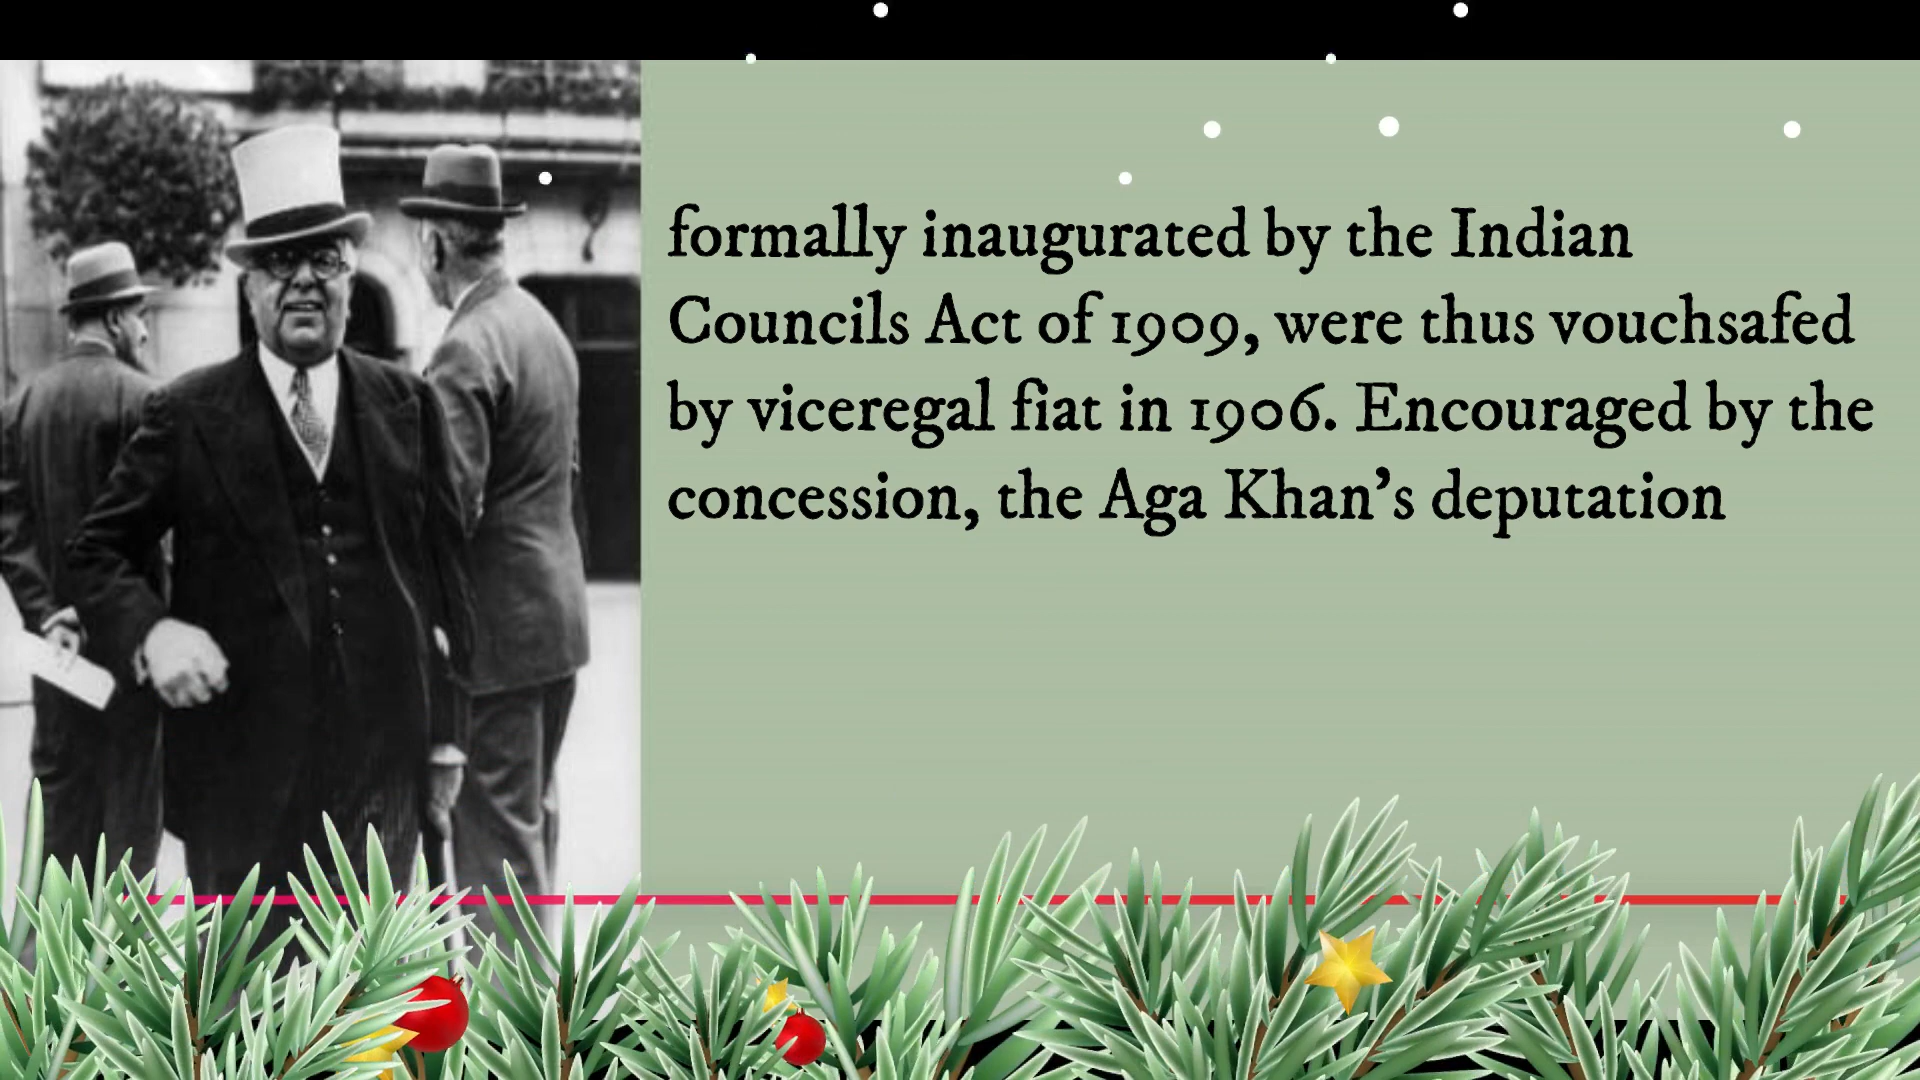 formally inaugurated by the Indian
Councils Act of 1909, were thus vouchsafed
by viceregal fiat in 1906. Encouraged by the
concession, the Aga Khan’s deputation